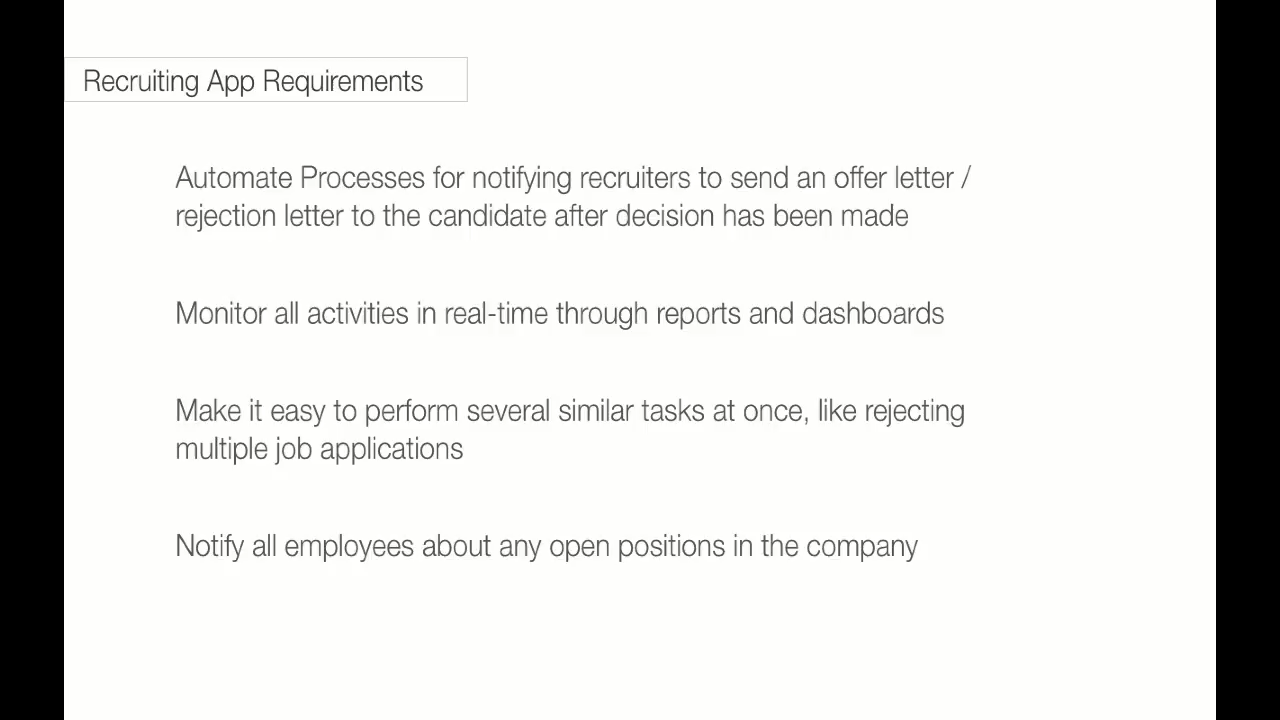 Recruiting App Requirements
Automate Processes for notifying recruiters to send an offer letter /
rejection letter to the candidate after decision has been made
Monitor all activities in real-time through reports and dashboards
Make it easy to perform several similar tasks at once, like rejecting
multiple job applications
Notify all employees about any open positions in the company